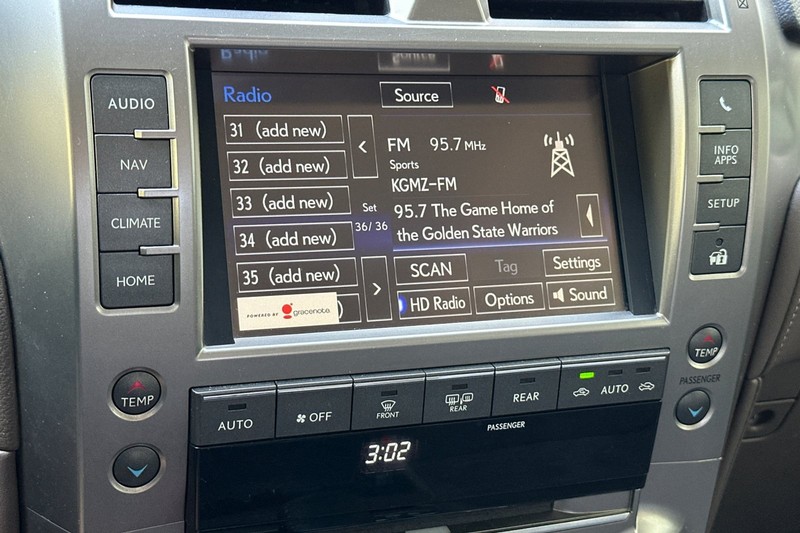 AUDIO
NAV
CLIMATE
HOME
Radio
Source
31 (add new)
32 (add new)
33 (add new)
34 (add new)
35 (add new)
<
Set
36/36
>
FM 95.7 MHz
Sports
KGMZ-FM
95.7 The Game Home of
the Golden State Warriors
SCAN
Tag
Settings
HD Radio
Options
Sound
POWERED BY gracenote
INFO
APPS
SETUP
TEMP
TEMP
PASSENGER
AUTO
OFF
FRONT
REAR
REAR
AUTO
PASSENGER
3:02